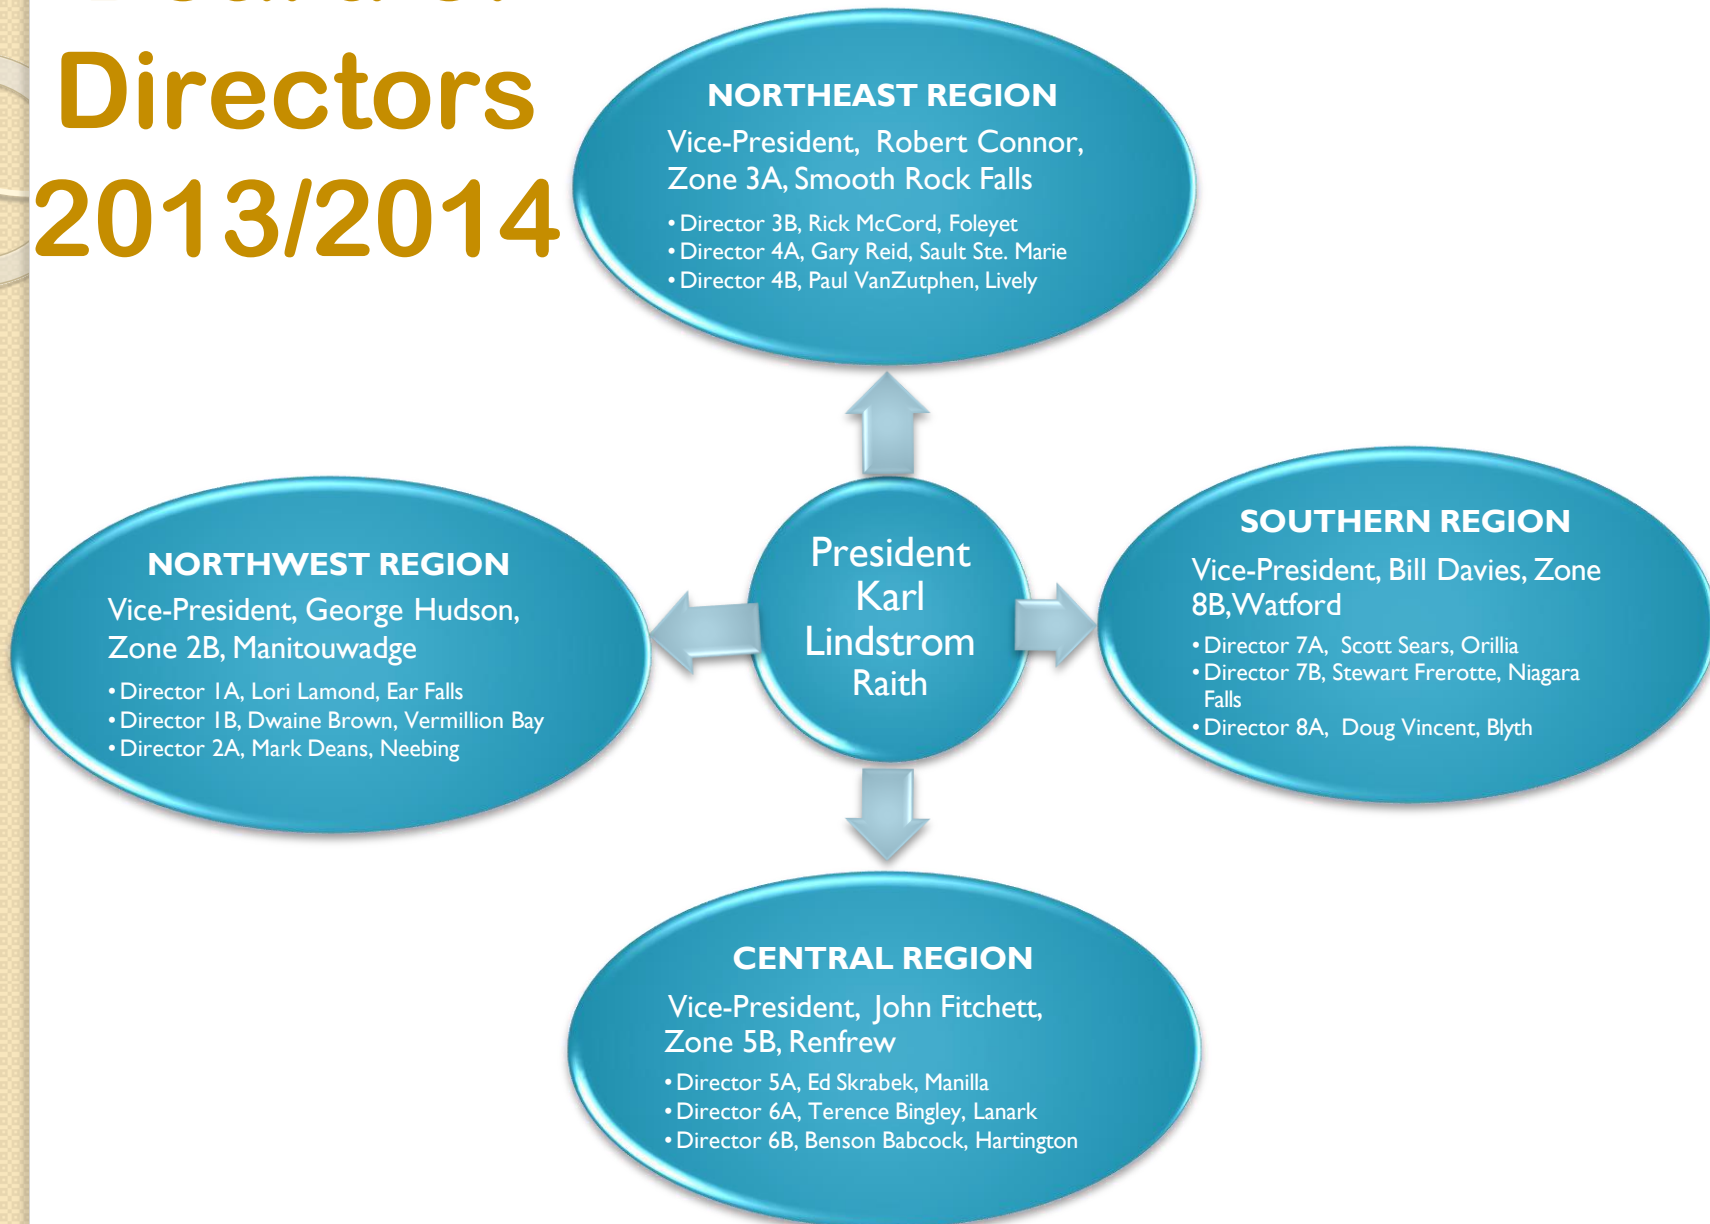 Directors
2013/2014
NORTHEAST REGION
Vice-President, Robert Connor,
Zone 3A, Smooth Rock Falls
• Director 3B, Rick McCord, Foleyet
• Director 4A, Gary Reid, Sault Ste. Marie
• Director 4B, Paul VanZutphen, Lively
NORTHWEST REGION
Vice-President, George Hudson,
Zone 2B, Manitouwadge
• Director 1A, Lori Lamond, Ear Falls
• Director 1B, Dwaine Brown, Vermillion Bay
• Director 2A, Mark Deans, Neebing
President
Karl
Lindstrom
Raith
SOUTHERN REGION
Vice-President, Bill Davies, Zone
8B, Watford
• Director 7A, Scott Sears, Orillia
• Director 7B, Stewart Frerotte, Niagara
Falls
• Director 8A, Doug Vincent, Blyth
CENTRAL REGION
Vice-President, John Fitchett,
Zone 5B, Renfrew
• Director 5A, Ed Skrabek, Manilla
• Director 6A, Terence Bingley, Lanark
• Director 6B, Benson Babcock, Hartington